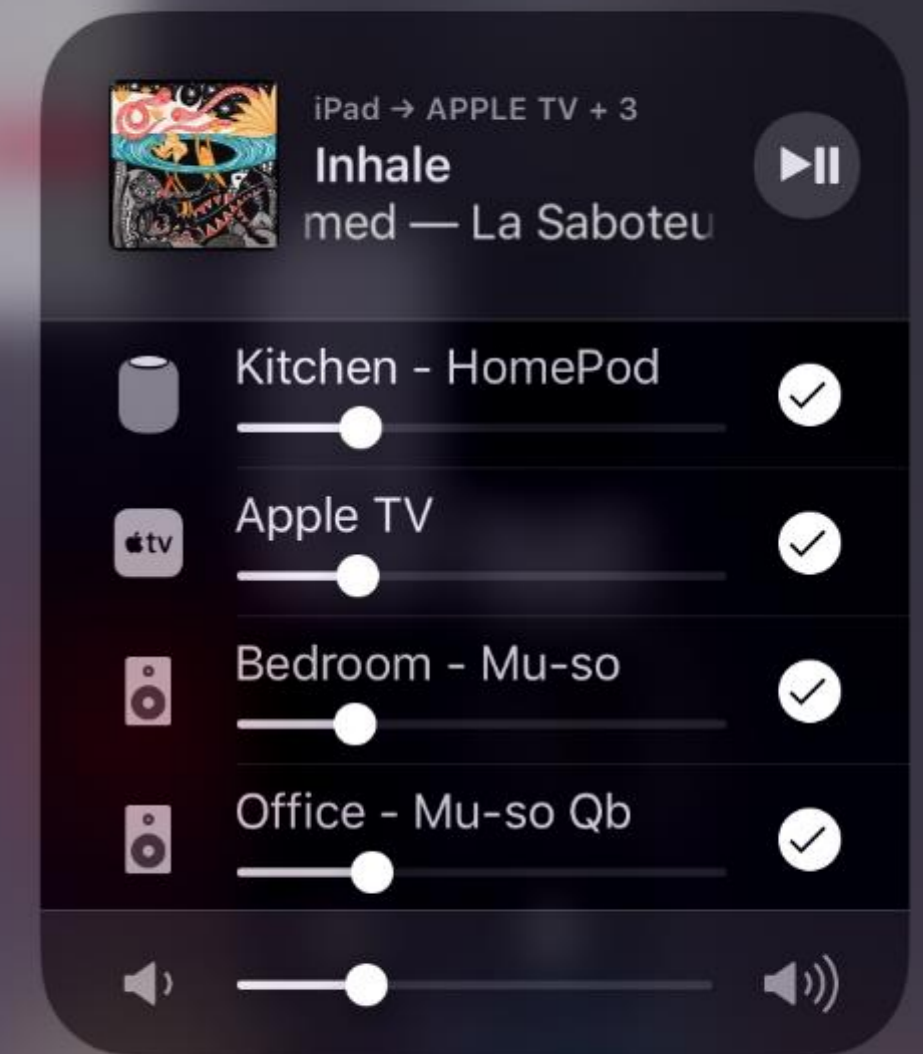 iPad → APPLE TV + 3
Inhale
med — La Saboteu
Kitchen - HomePod
Apple TV
tv
Bedroom - Mu-so
Office - Mu-so Qb